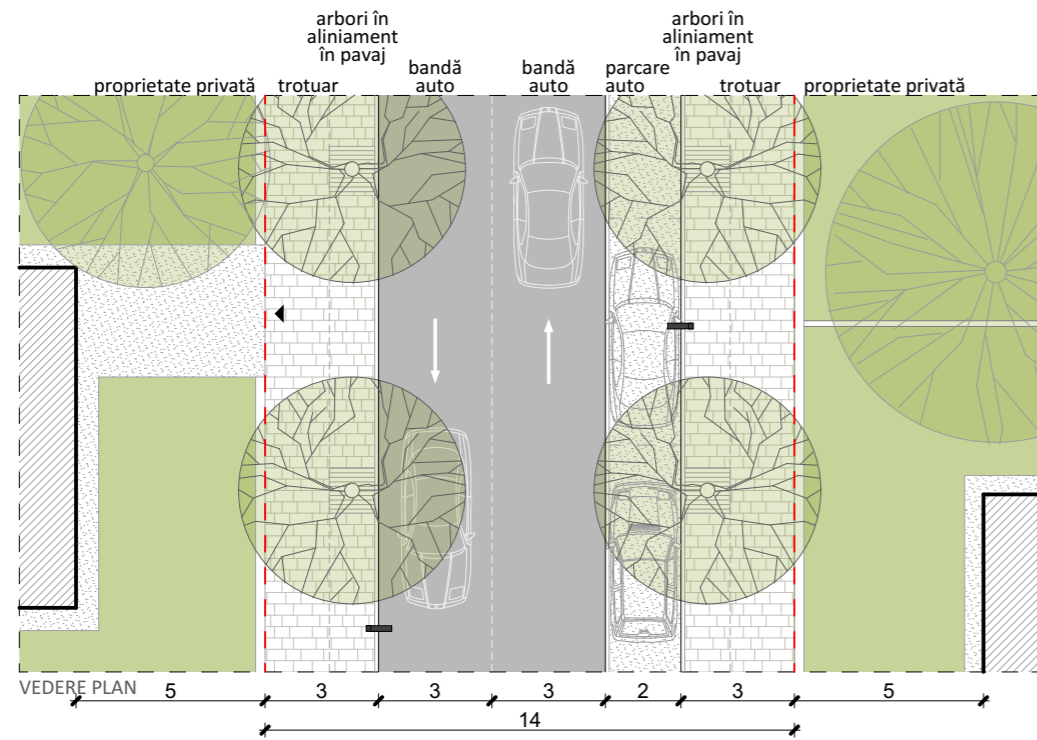 arbori în
aliniament
în pavaj
arbori în
aliniament
în pavaj
bandă
auto
bandă
auto
parcare
auto
proprietate privată
trotuar
trotuar
proprietate privată
VEDERE PLAN
5
3
3
3
2
3
5
14